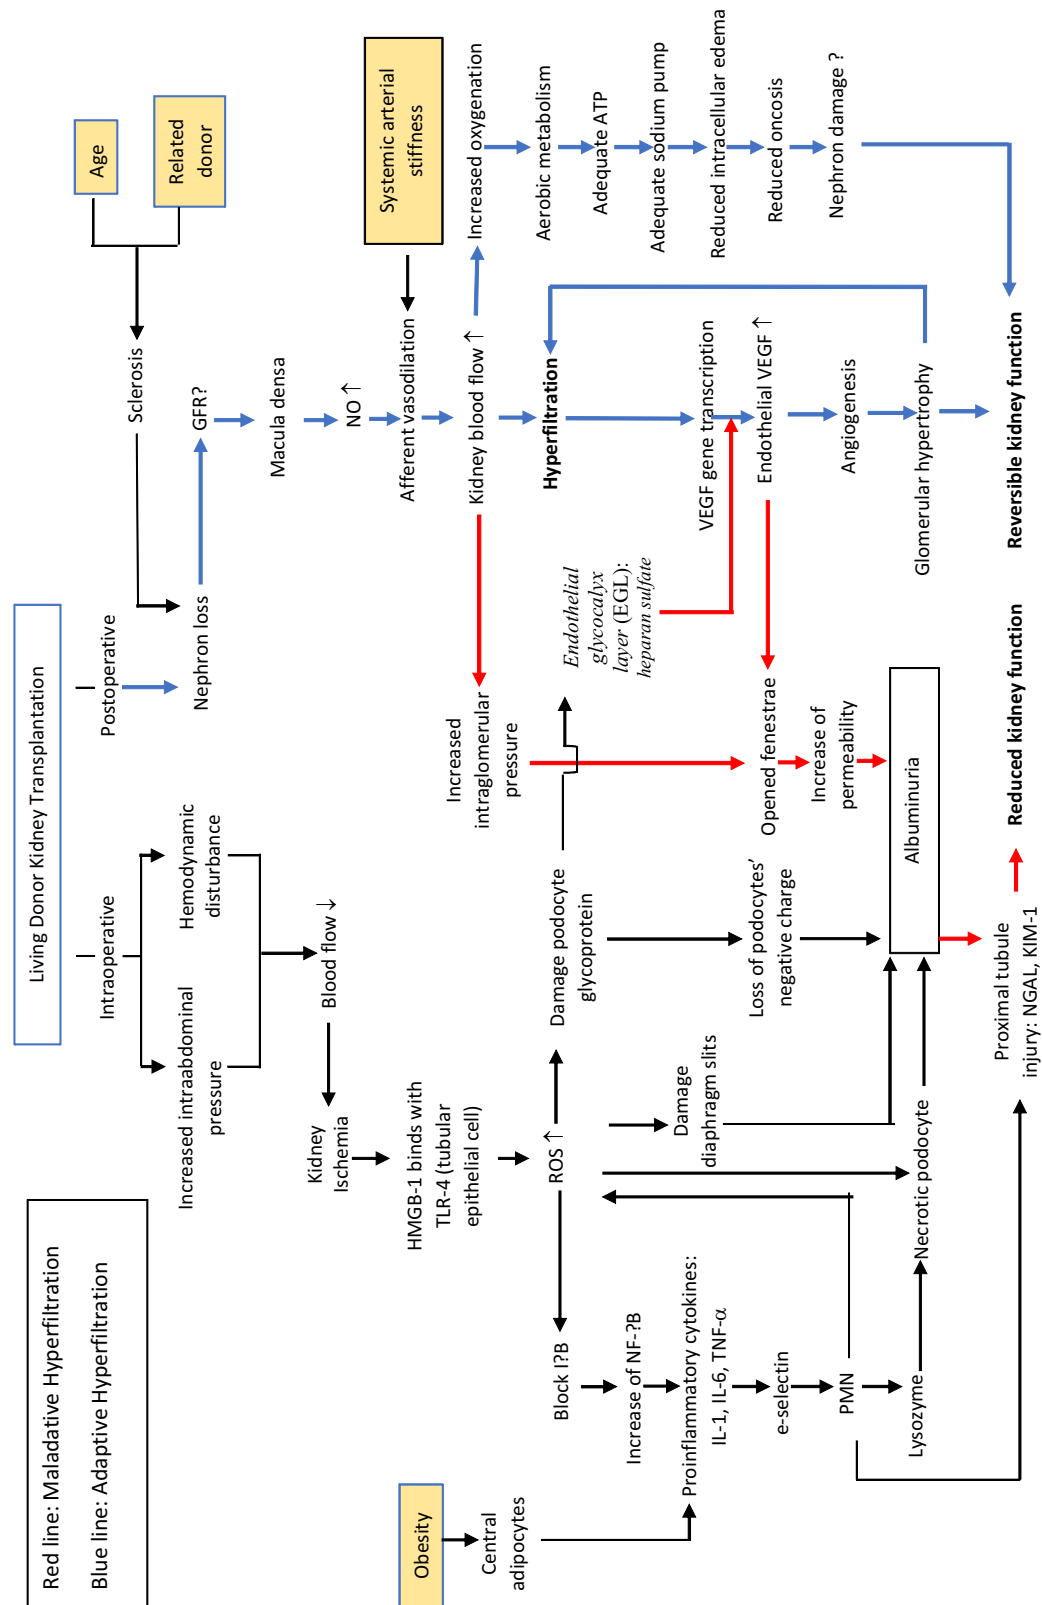 Red line: Maladative Hyperfiltration
Blue line: Adaptive Hyperfiltration
Living Donor Kidney Transplantation
Intraoperative
Postoperative
Increased intraabdominal
pressure
Hemodynamic
disturbance
Blood flow ↓
Kidney
Ischemia
HMGB-1 binds with
TLR-4 (tubular
epithelial cell)
ROS ↑
Block I?B
Increase of NF-?B
Proinflammatory cytokines:
IL-1, IL-6, TNF-α
e-selectin
PMN
Lysozyme
Necrotic podocyte
Obesity
Central
adipocytes
Damage
diaphragm slits
Damage podocyte
glycoprotein
Loss of podocytes'
negative charge
Age
Related
donor
Sclerosis
Nephron loss
GFR?
Macula densa
NO ↑
Systemic arterial
stiffness
Afferent vasodilation
Kidney blood flow ↑
Increased
intraglomerular
pressure
Hyperfiltration
Endothelial
glycocalyx
layer (EGL):
heparan sulfate
VEGF gene transcription
Endothelial VEGF ↑
Angiogenesis
Glomerular hypertrophy
Opened fenestrae
Increase of
permeability
Albuminuria
Proximal tubule
injury: NGAL, KIM-1
Reduced kidney function
Reversible kidney function
Increased oxygenation
Aerobic metabolism
Adequate ATP
Adequate sodium pump
Reduced intracellular edema
Reduced oncosis
Nephron damage ?